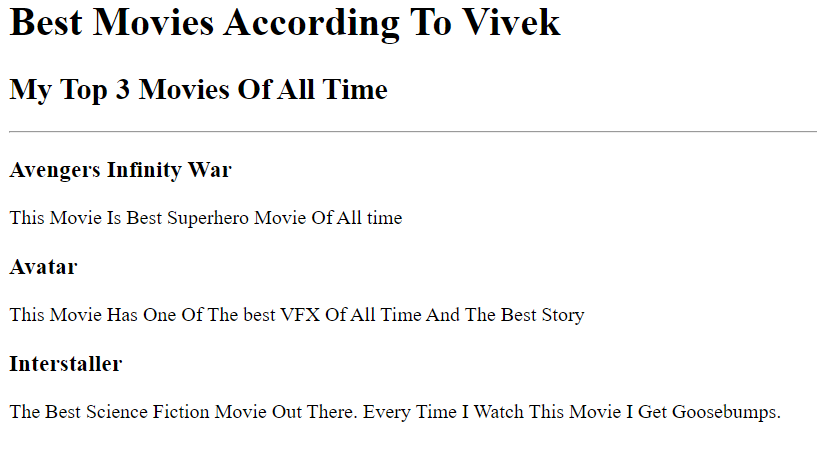 Best Movies According To Vivek
My Top 3 Movies Of All Time
Avengers Infinity War
This Movie Is Best Superhero Movie Of All time
Avatar
This Movie Has One Of The best VFX Of All Time And The Best Story
Interstaller
The Best Science Fiction Movie Out There. Every Time I Watch This Movie I Get Goosebumps.